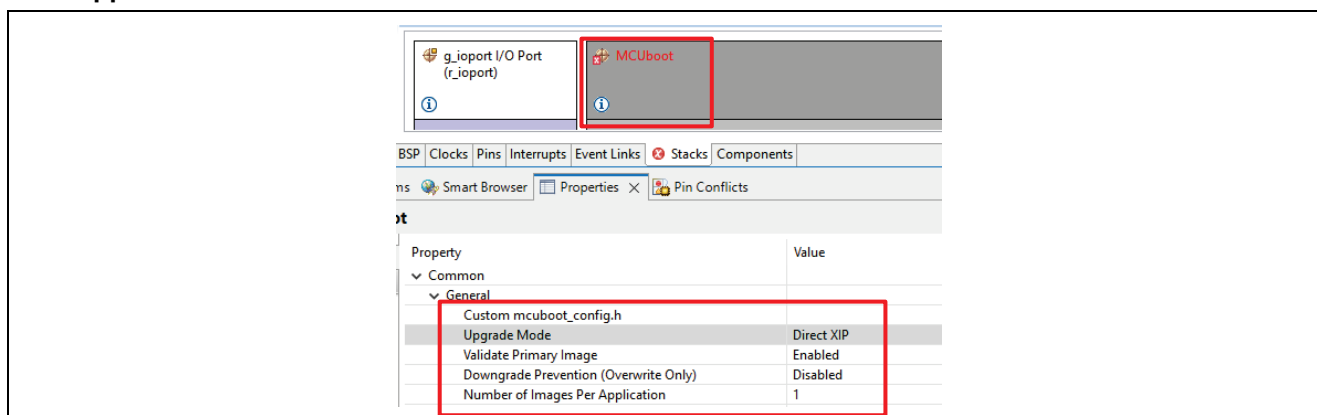 g_ioport I/O Port
(r_ioport)
MCUboot
BSP Clocks Pins Interrupts Event Links Stacks Components
ms Smart Browser Properties Pin Conflicts
ot
Property Value
Common
General
Custom mcuboot_config.h
Upgrade Mode Direct XIP
Validate Primary Image Enabled
Downgrade Prevention (Overwrite Only) Disabled
Number of Images Per Application 1